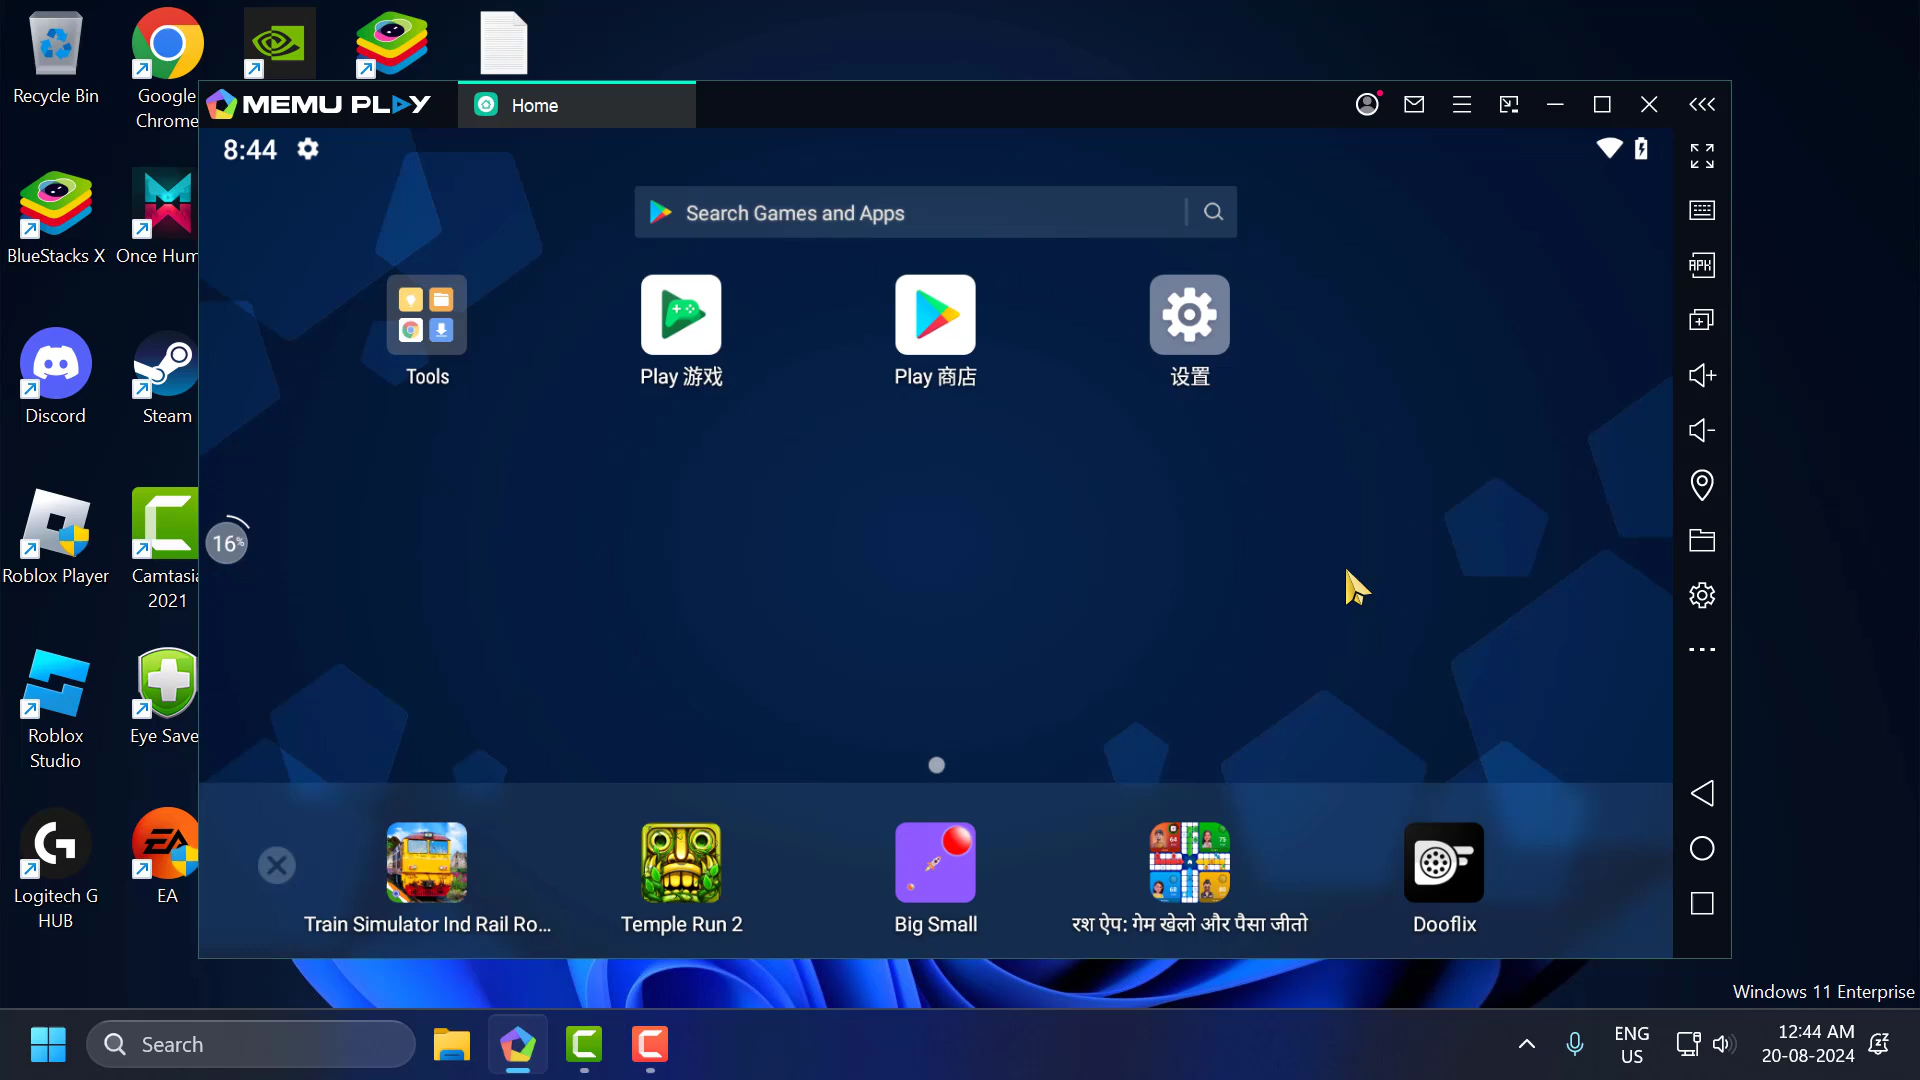 Recycle Bin
Google
Chrome
MEMU PLAY
Home
8:44
Search Games and Apps
BlueStacks X
Once Hum
APK
Tools
Play 游戏
Play 商店
设置
Discord
Steam
16%
Roblox Player
Camtasia
2021
Roblox
Studio
Eye Save
Logitech G
HUB
EA
Train Simulator Ind Rail Ro...
Temple Run 2
Big Small
रश ऐप: गेम खेलो और पैसा जीतो
Dooflix
Windows 11 Enterprise
Search
ENG
US
12:44 AM
20-08-2024